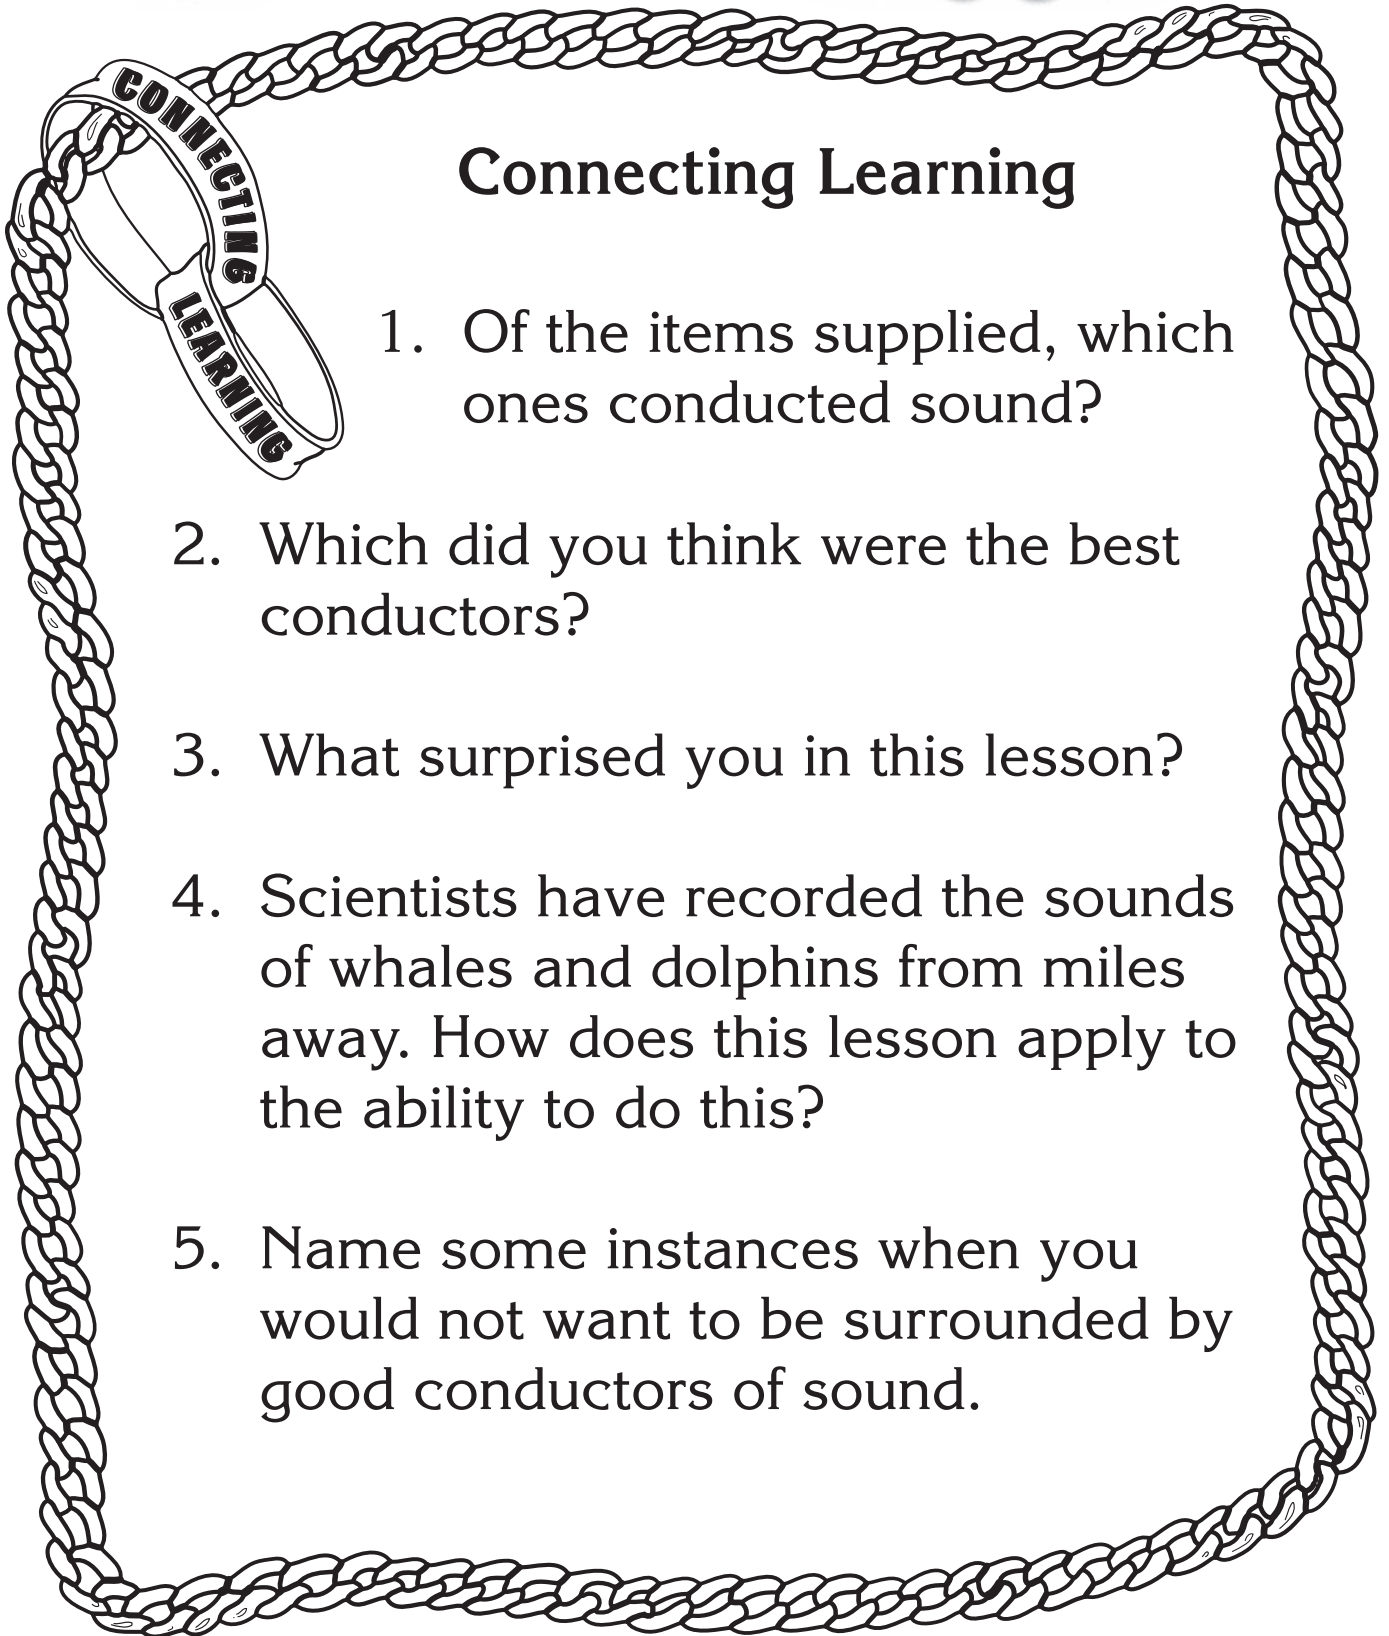 CONNECTING
LEARNING
Connecting Learning
1. Of the items supplied, which
ones conducted sound?
2. Which did you think were the best
conductors?
3. What surprised you in this lesson?
4. Scientists have recorded the sounds
of whales and dolphins from miles
away. How does this lesson apply to
the ability to do this?
5. Name some instances when you
would not want to be surrounded by
good conductors of sound.